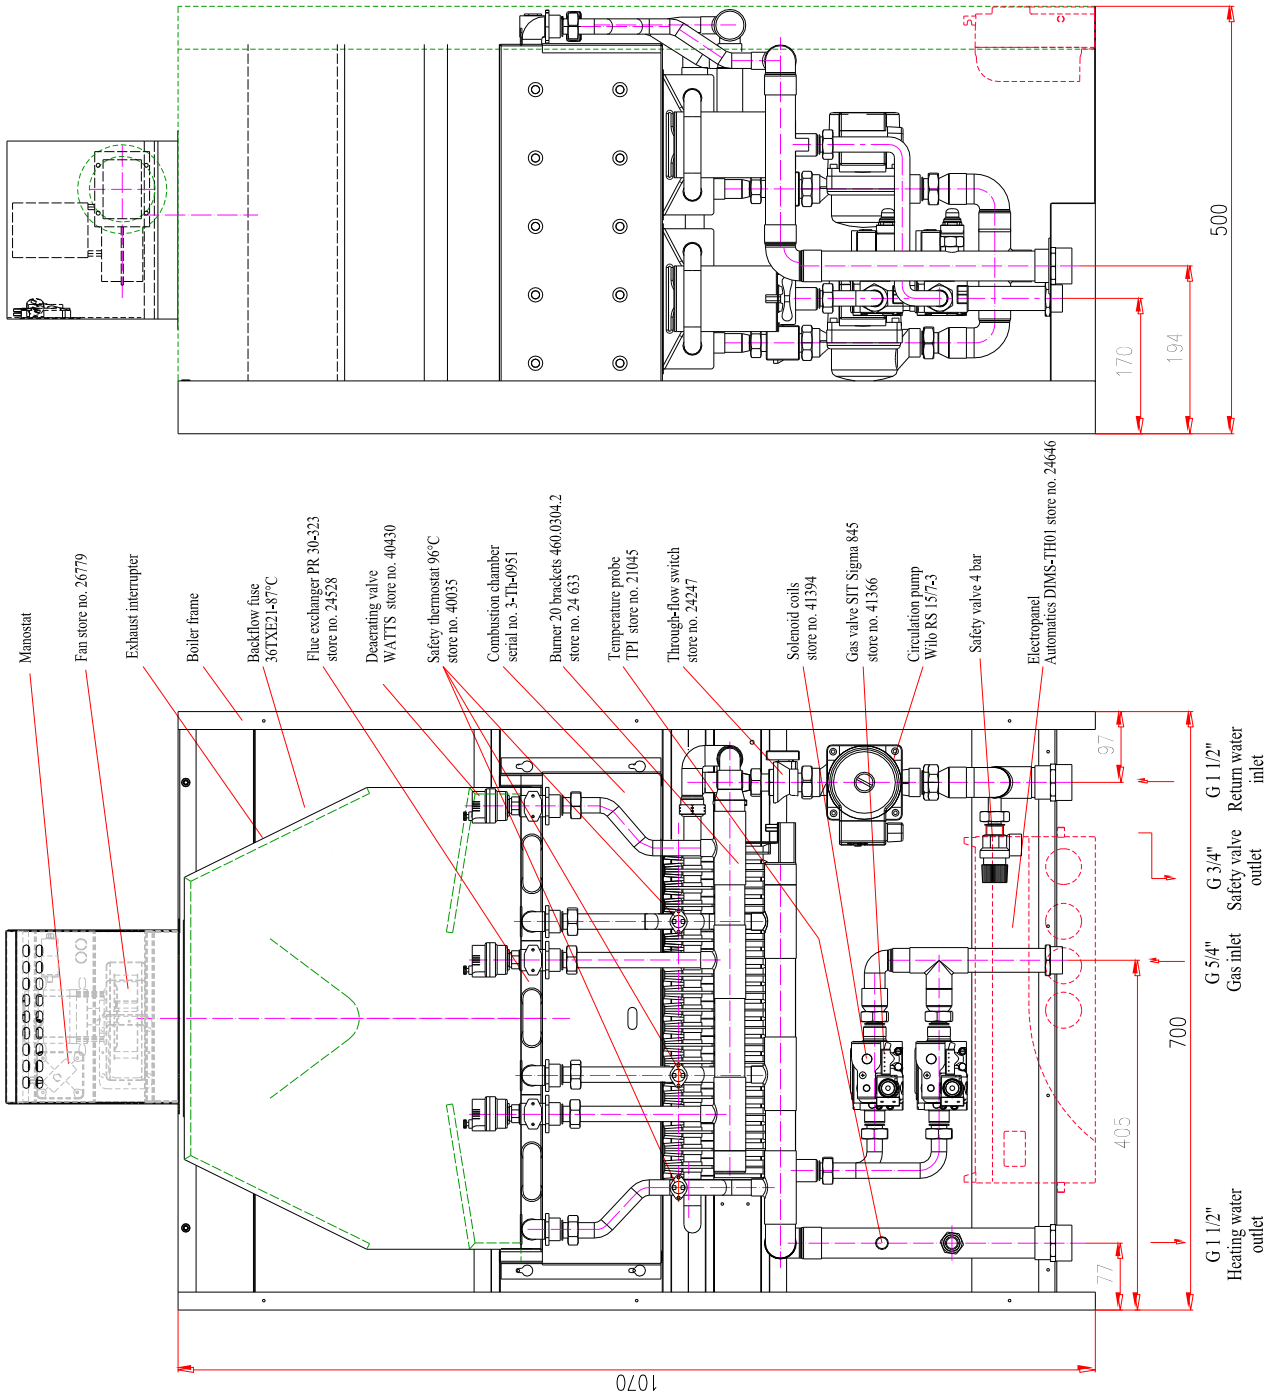 Manostat
Fan store no. 26779
Exhaust interrupter
Boiler frame
Backflow fuse
36TXE21-87°C
Flue exchanger PR 30-323
store no. 24528
Deaerating valve
WATTS store no. 40430
Safety thermostat 96°C
store no. 40035
Combustion chamber
serial no. 3-Th-0951
Burner 20 brackets 460.0304.2
store no. 24 633
Temperature probe
TPI store no. 21045
Through-flow switch
store no. 24247
Solenoid coils
store no. 41394
Gas valve SIT Sigma 845
store no. 41366
Circulation pump
Wilo RS 15/7-3
Safety valve 4 bar
Electropanel
Automatics DIMS-TH01 store no. 24646
500
194
170
97
700
405
77
1070
G 1 1/2"
Return water
inlet
G 3/4"
Safety valve
outlet
G 5/4"
Gas inlet
G 1 1/2"
Heating water
outlet